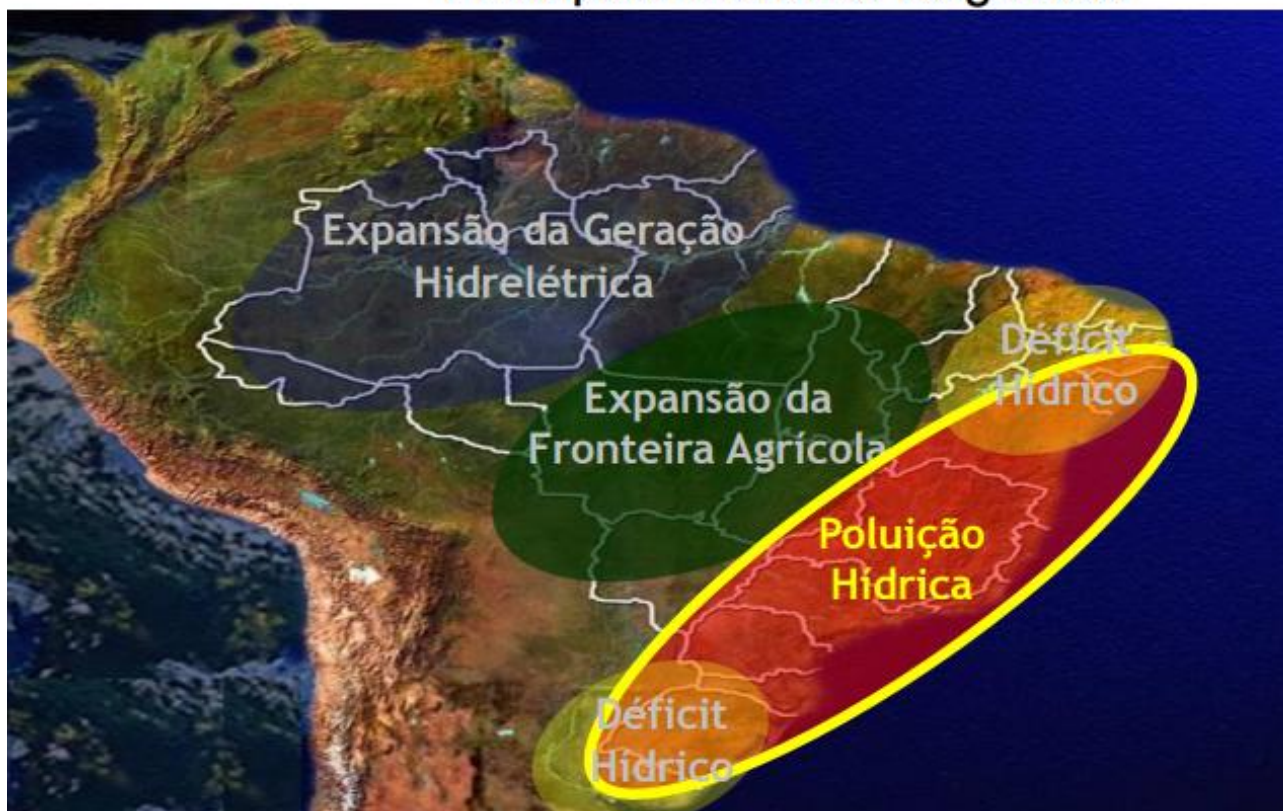 Expansão da Geração
Hidrelétrica
Déficit
Hídrico
Expansão da
Fronteira Agrícola
Poluição
Hídrica
Déficit
Hídrico